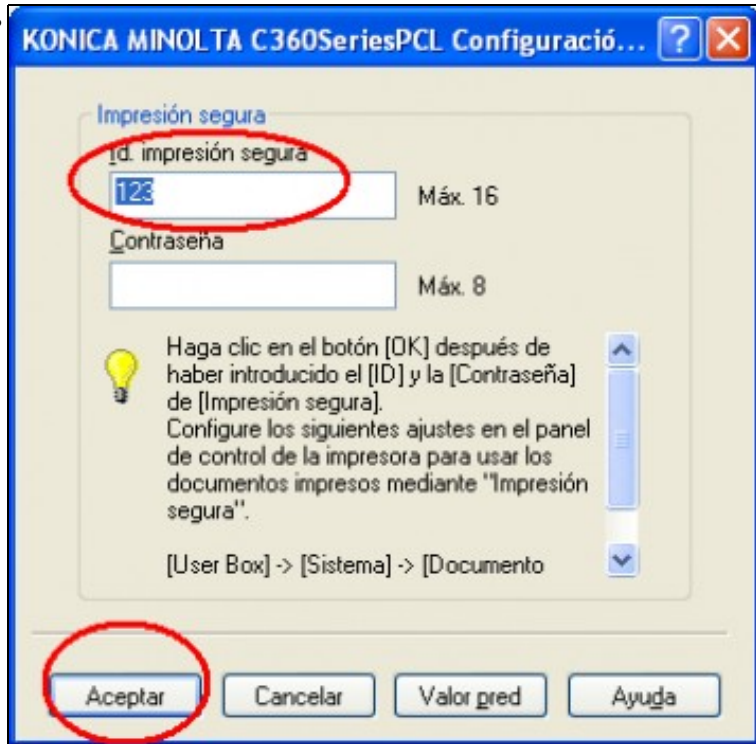 KONICA MINOLTA C360SeriesPCL Configuració...
Impresión segura
Id. impresión segura
123 Máx. 16
Contraseña
Máx. 8
Haga clic en el botón [OK] después de
haber introducido el [ID] y la [Contraseña]
de [Impresión segura].
Configure los siguientes ajustes en el panel
de control de la impresora para usar los
documentos impresos mediante "Impresión
segura".
[User Box] -> [Sistema] -> [Documento
Aceptar Cancelar Valor pred Ayuda